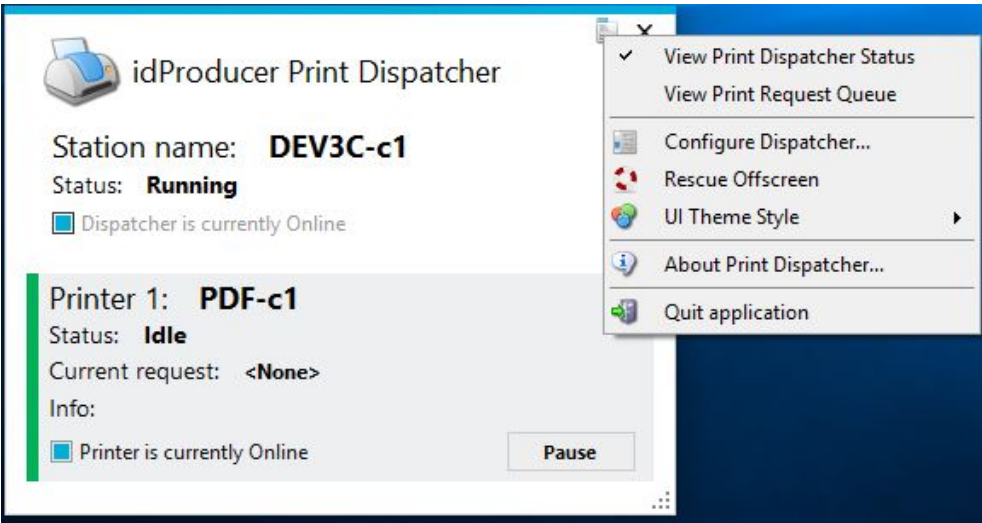 idProducer Print Dispatcher
Station name: DEV3C-c1
Status: Running
Dispatcher is currently Online
Printer 1: PDF-c1
Status: Idle
Current request: <None>
Info:
Printer is currently Online
Pause
View Print Dispatcher Status
View Print Request Queue
Configure Dispatcher...
Rescue Offscreen
UI Theme Style
About Print Dispatcher...
Quit application